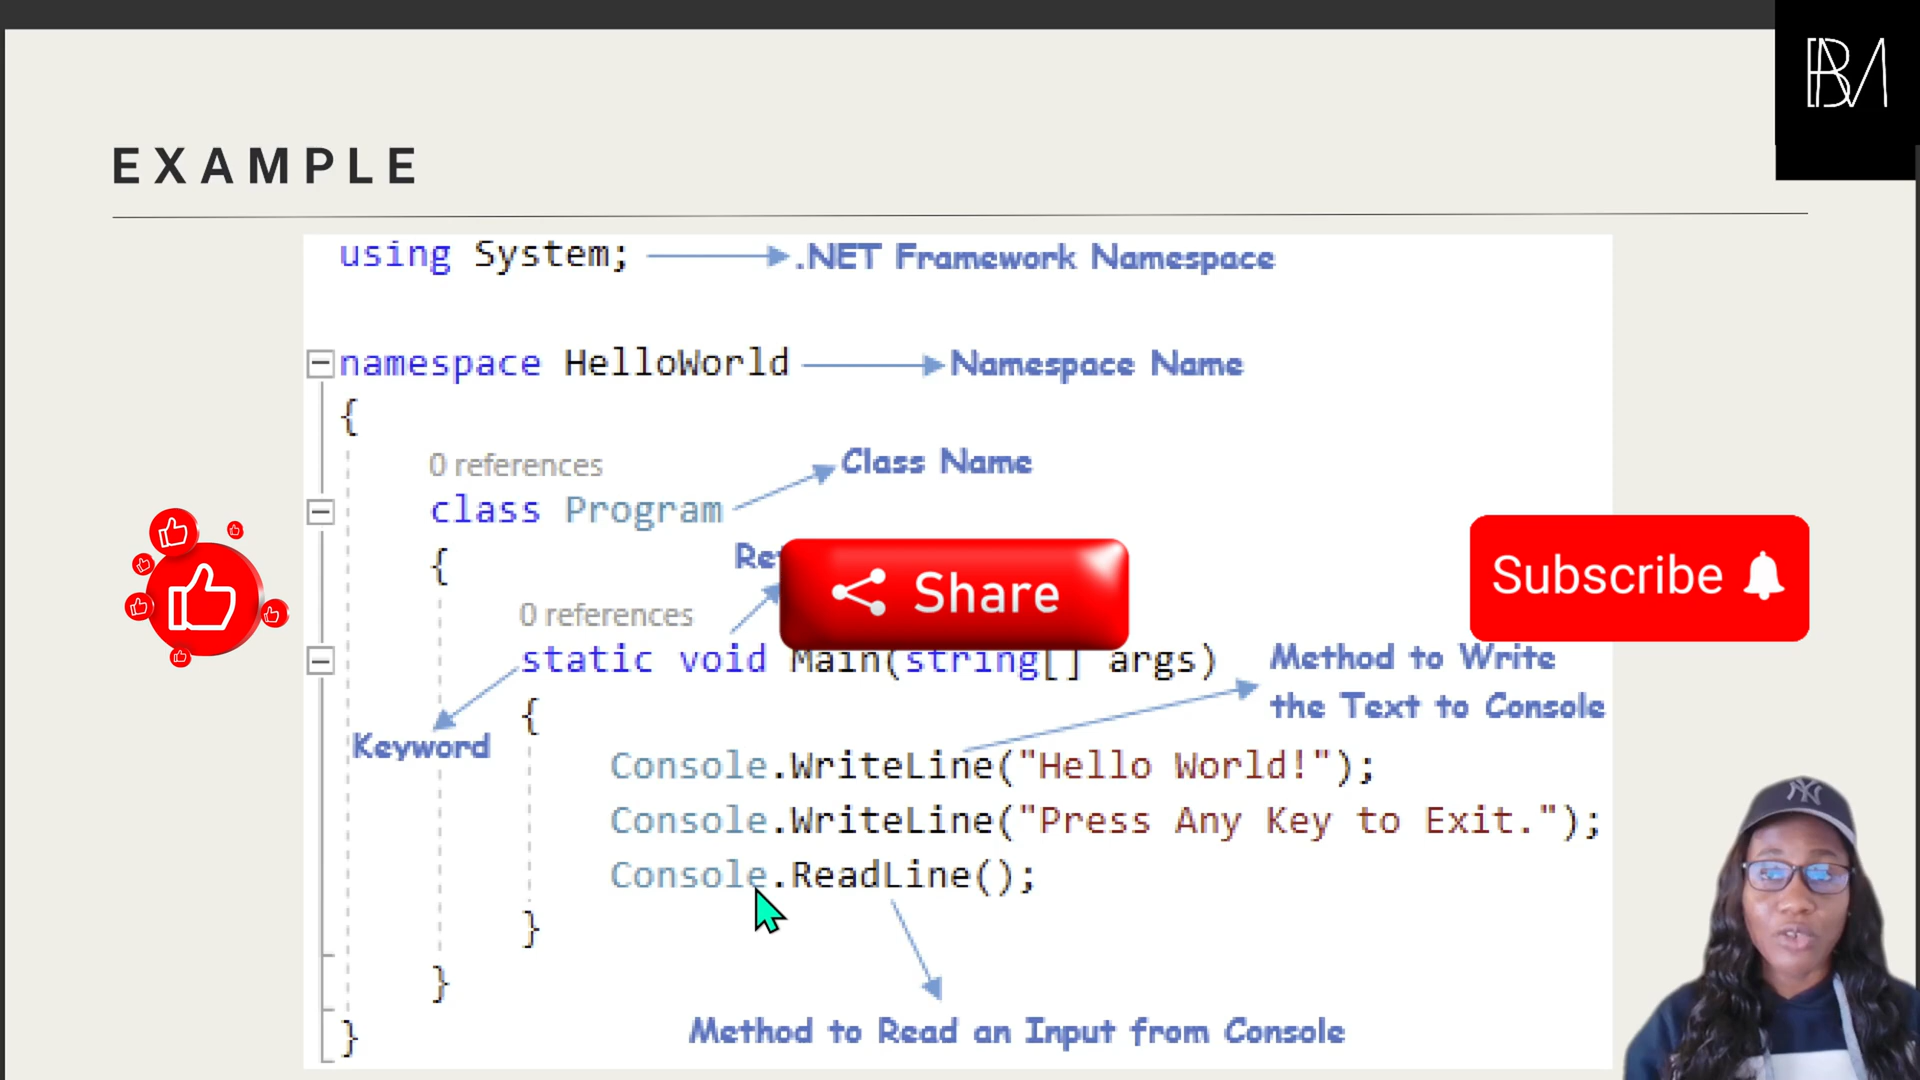 EXAMPLE
using System; .NET Framework Namespace
namespace HelloWorld Namespace Name
{
0 references
Class Name
class Program
{
Share
Subscribe
0 references
static void Main(string[] args)
Method to Write
the Text to Console
{
Keyword
Console.WriteLine("Hello World!");
Console.WriteLine("Press Any Key to Exit.");
Console.ReadLine();
}
}
Method to Read an Input from Console
}